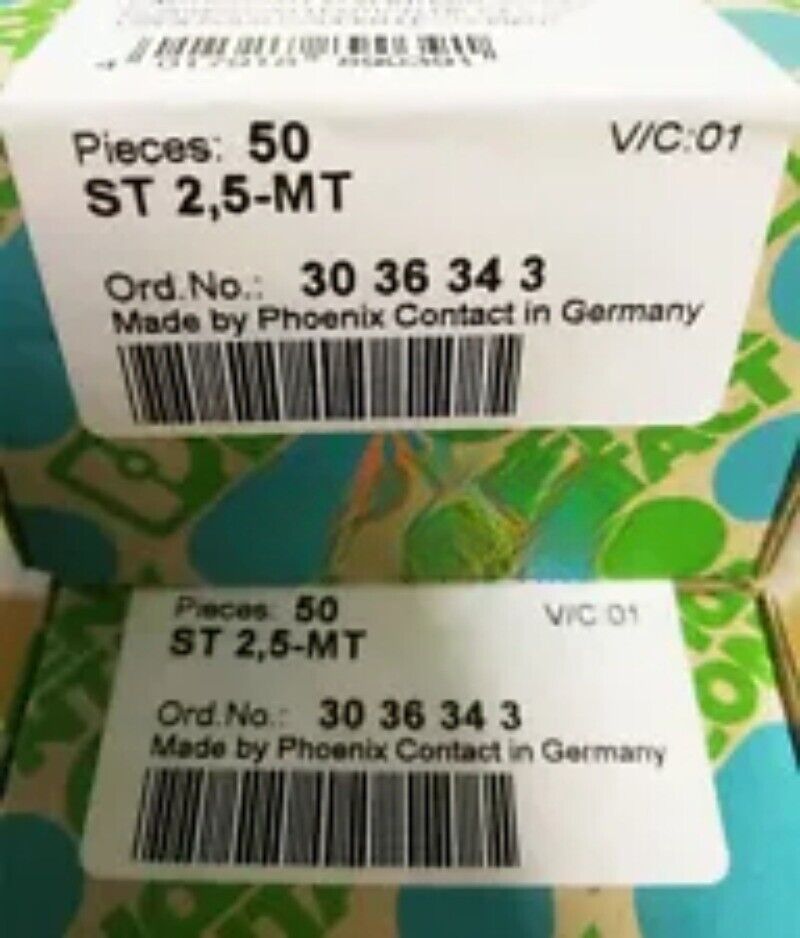 Pieces: 50
V/C:01
ST 2,5-MT
Ord.No.: 30 36 34 3
Made by Phoenix Contact in Germany
Pieces: 50
V/C:01
ST 2,5-MT
Ord.No.: 30 36 34 3
Made by Phoenix Contact in Germany